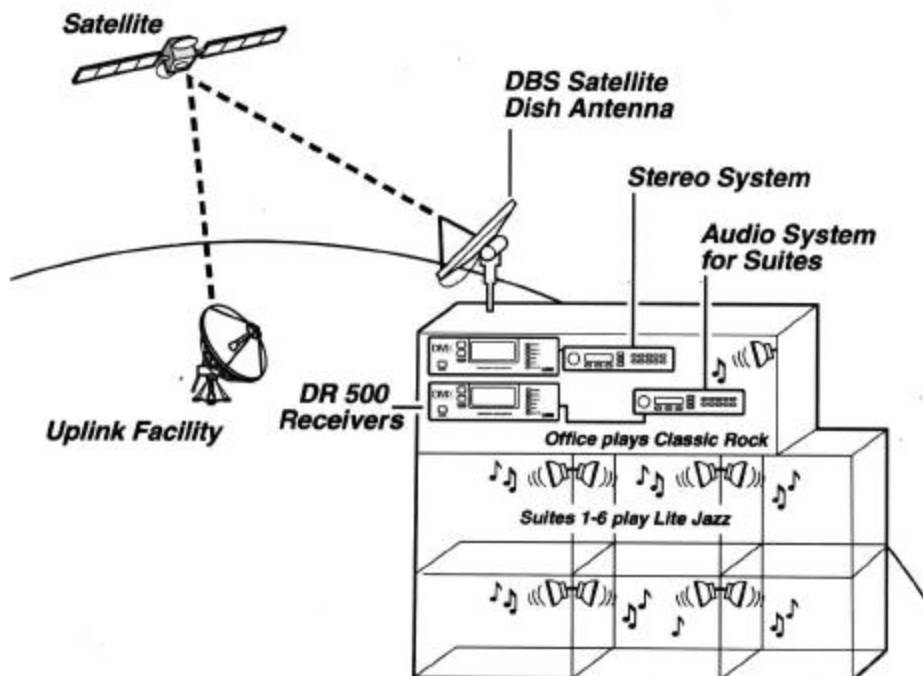 Satellite
DBS Satellite
Dish Antenna
Stereo System
Audio System
for Suites
DR 500
Receivers
Uplink Facility
Office plays Classic Rock
Suites 1-6 play Lite Jazz